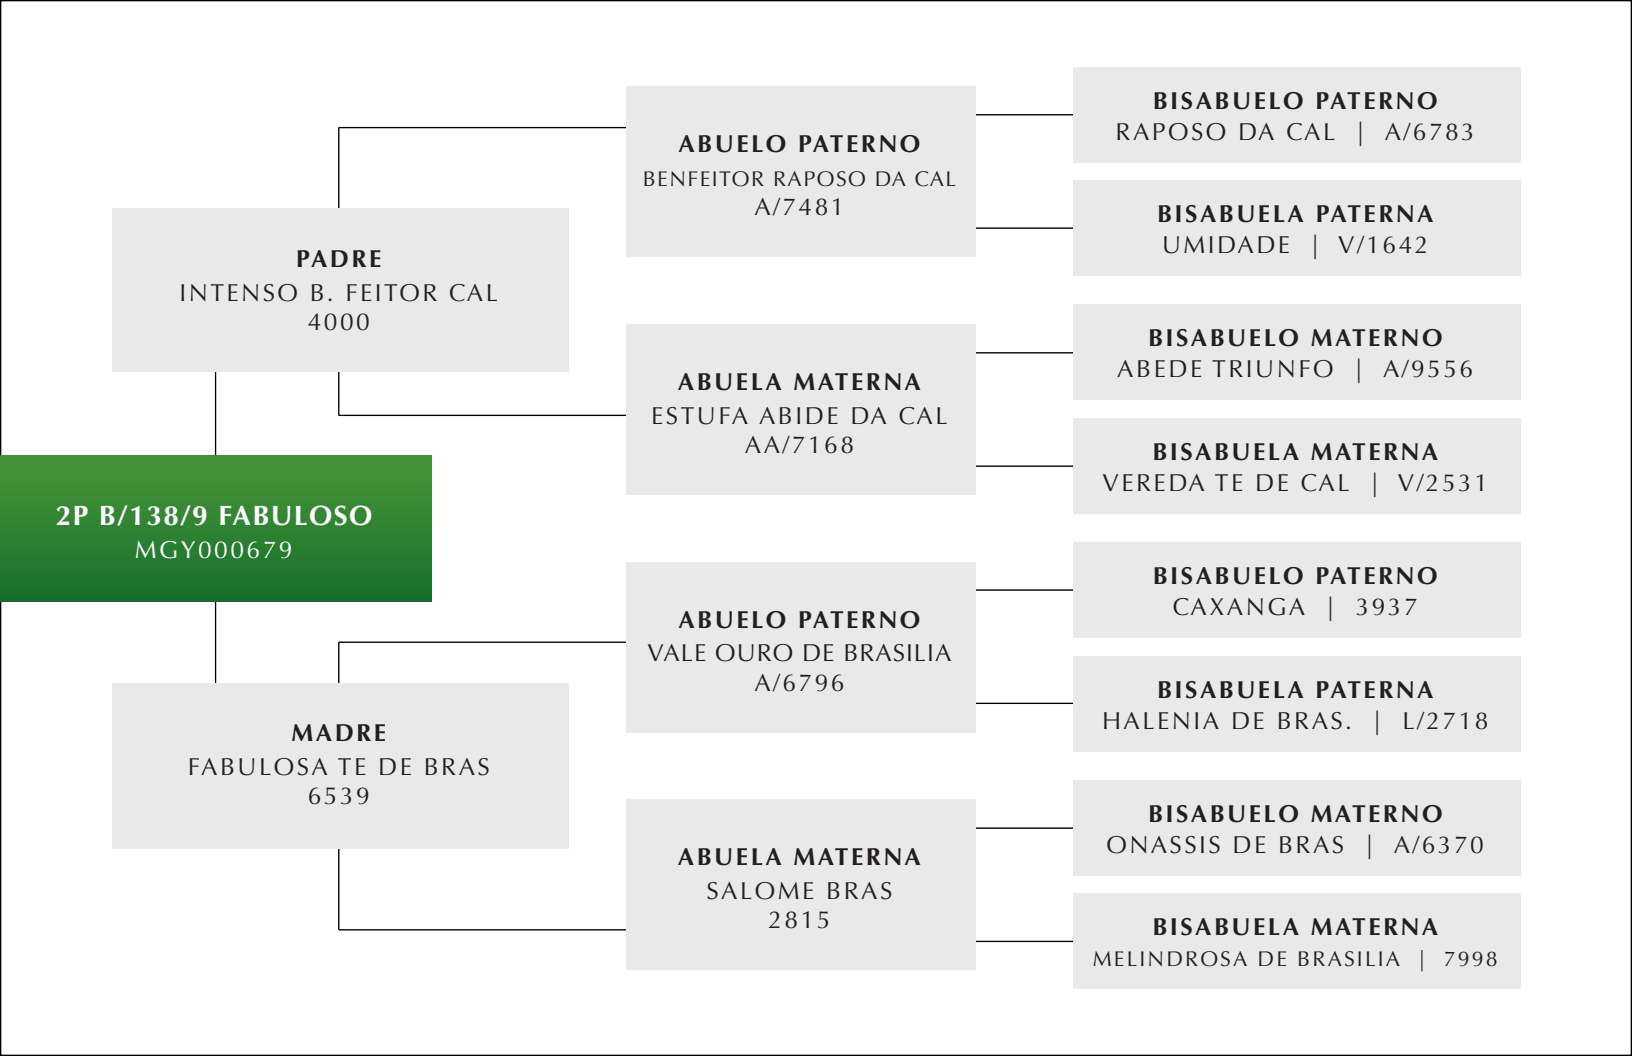 2P B/138/9 FABULOSO
MGY000679
PADRE
INTENSO B. FEITOR CAL
4000
MADRE
FABULOSA TE DE BRAS
6539
ABUELO PATERNO
BENFEITOR RAPOSO DA CAL
A/7481
ABUELA MATERNA
ESTUFA ABIDE DA CAL
AA/7168
ABUELO PATERNO
VALE OURO DE BRASILIA
A/6796
ABUELA MATERNA
SALOME BRAS
2815
BISABUELO PATERNO
RAPOSO DA CAL | A/6783
BISABUELA PATERNA
UMIDADE | V/1642
BISABUELO MATERNO
ABEDE TRIUNFO | A/9556
BISABUELA MATERNA
VEREDA TE DE CAL | V/2531
BISABUELO PATERNO
CAXANGA | 3937
BISABUELA PATERNA
HALENIA DE BRAS. | L/2718
BISABUELO MATERNO
ONASSIS DE BRAS | A/6370
BISABUELA MATERNA
MELINDROSA DE BRASILIA | 7998